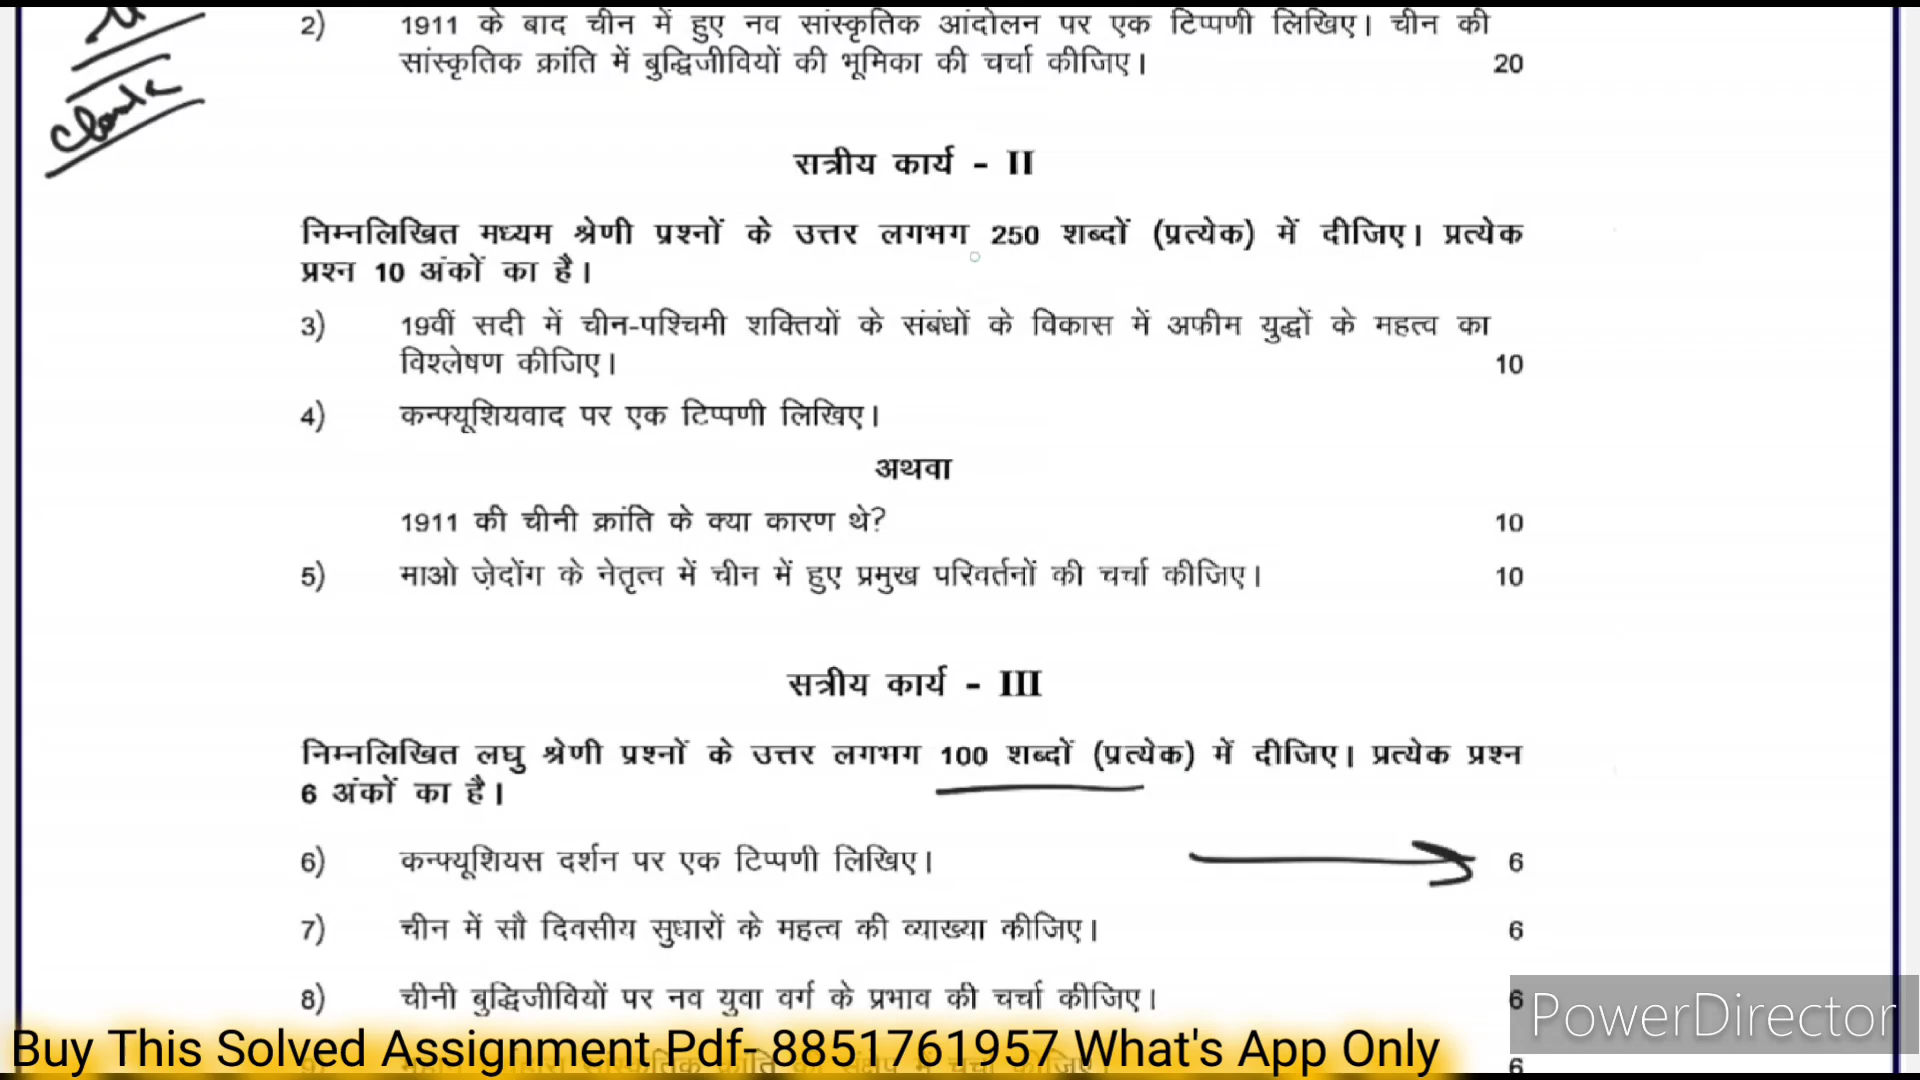 2) 1911 के बाद चीन में हुए नव सांस्कृतिक आंदोलन पर एक टिप्पणी लिखिए। चीन की
सांस्कृतिक क्रांति में बुद्धिजीवियों की भूमिका की चर्चा कीजिए। 20
सत्रीय कार्य - II
निम्नलिखित मध्यम श्रेणी प्रश्नों के उत्तर लगभग 250 शब्दों (प्रत्येक) में दीजिए। प्रत्येक
प्रश्न 10 अंकों का है।
3) 19वीं सदी में चीन-पश्चिमी शक्तियों के संबंधों के विकास में अफीम युद्धों के महत्व का
विश्लेषण कीजिए। 10
4) कन्फ्यूशियवाद पर एक टिप्पणी लिखिए।
अथवा
1911 की चीनी क्रांति के क्या कारण थे? 10
5) माओ ज़ेदोंग के नेतृत्व में चीन में हुए प्रमुख परिवर्तनों की चर्चा कीजिए। 10
सत्रीय कार्य - III
निम्नलिखित लघु श्रेणी प्रश्नों के उत्तर लगभग 100 शब्दों (प्रत्येक) में दीजिए। प्रत्येक प्रश्न
6 अंकों का है।
6) कन्फ्यूशियस दर्शन पर एक टिप्पणी लिखिए। 6
7) चीन में सौ दिवसीय सुधारों के महत्व की व्याख्या कीजिए। 6
8) चीनी बुद्धिजीवियों पर नव युवा वर्ग के प्रभाव की चर्चा कीजिए। 6
PowerDirector
Buy This Solved Assignment Pdf- 8851761957 What's App Only
6